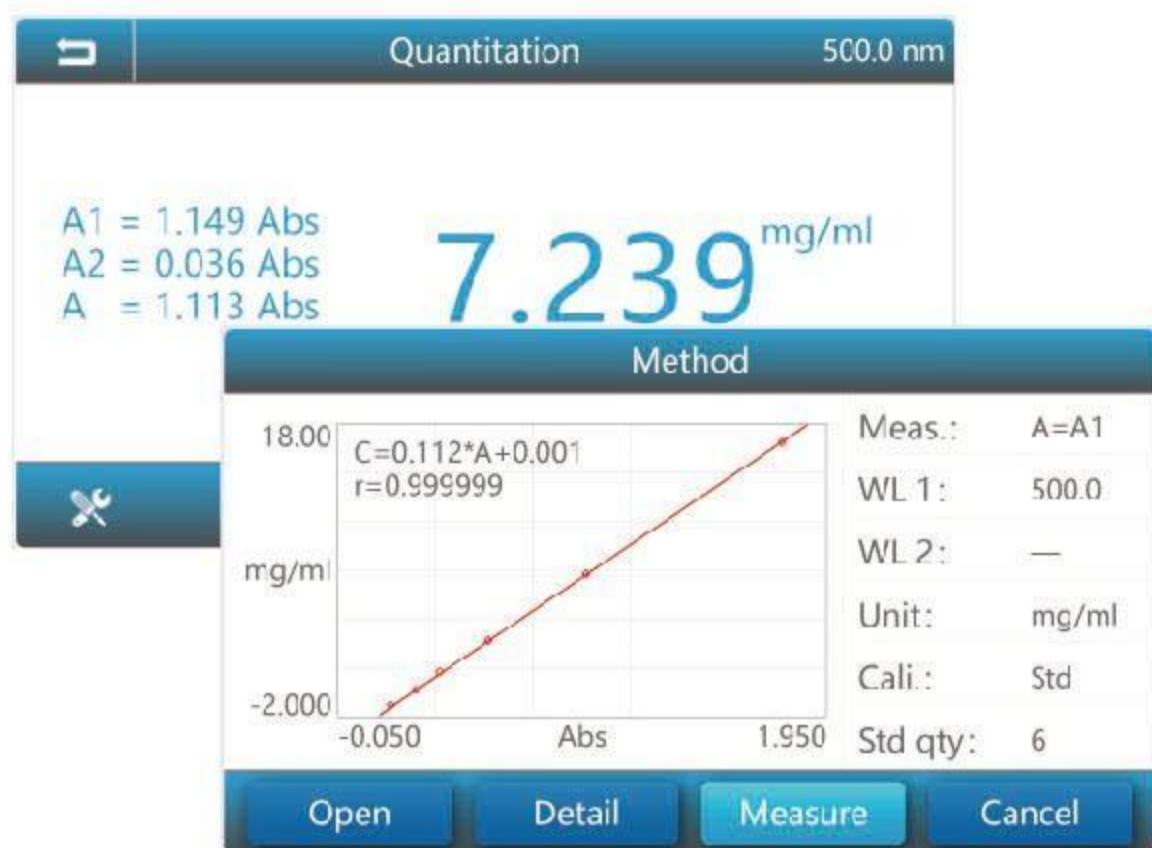 Quantitation 500.0 nm
A1 = 1.149 Abs
A2 = 0.036 Abs
A = 1.113 Abs
7.239 mg/ml
Method
18.00
C=0.112*A+0.001
r=0.999999
mg/ml
-2.000
-0.050 Abs 1.950
Meas.: A=A1
WL 1: 500.0
WL 2: —
Unit: mg/ml
Cali.: Std
Std qty: 6
Open Detail Measure Cancel